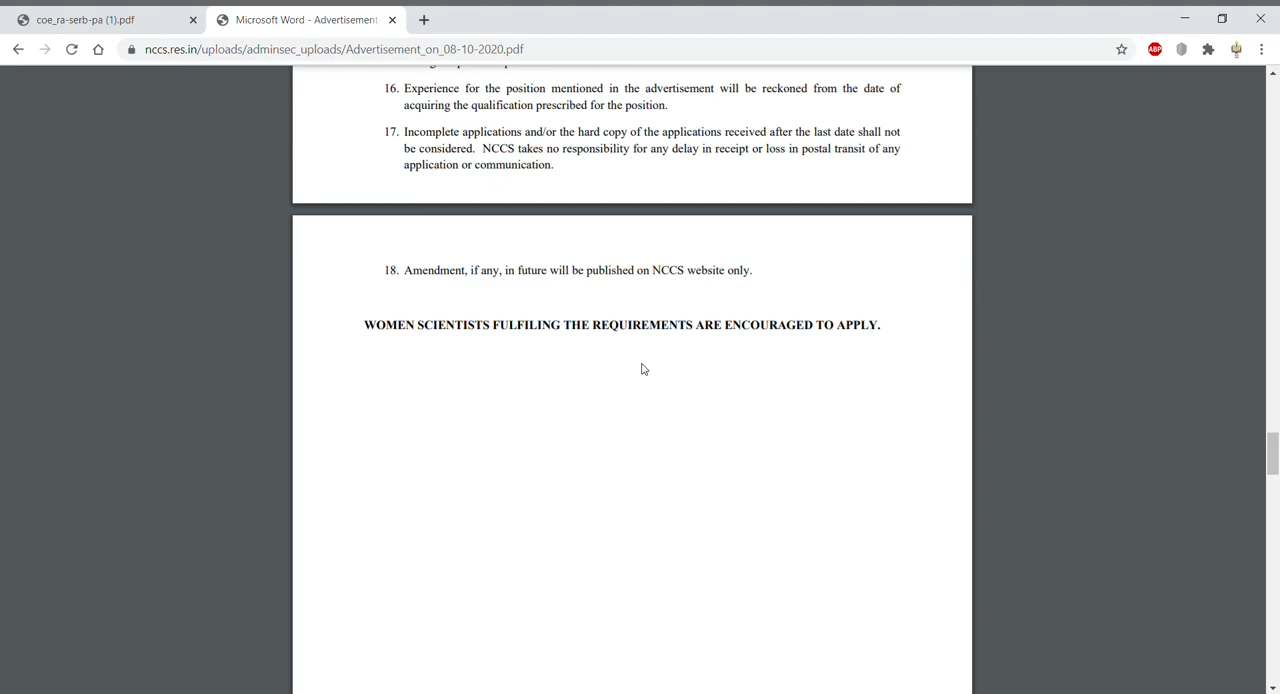 coe_ra-serb-pa (1).pdf
Microsoft Word - Advertisement
nccs.res.in/uploads/adminsec_uploads/Advertisement_on_08-10-2020.pdf
ABP
16. Experience for the position mentioned in the advertisement will be reckoned from the date of
acquiring the qualification prescribed for the position.
17. Incomplete applications and/or the hard copy of the applications received after the last date shall not
be considered. NCCS takes no responsibility for any delay in receipt or loss in postal transit of any
application or communication.
18. Amendment, if any, in future will be published on NCCS website only.
WOMEN SCIENTISTS FULFILING THE REQUIREMENTS ARE ENCOURAGED TO APPLY.